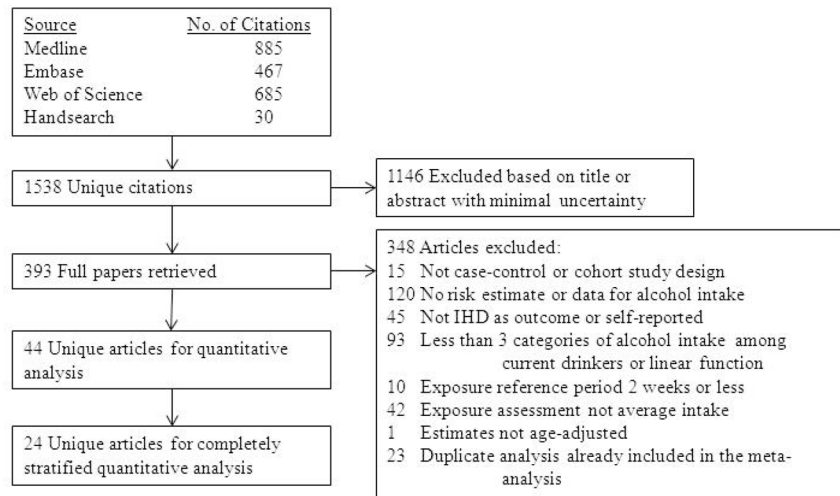 Source No. of Citations
Medline 885
Embase 467
Web of Science 685
Handsearch 30
1538 Unique citations
1146 Excluded based on title or
abstract with minimal uncertainty
393 Full papers retrieved
348 Articles excluded:
15 Not case-control or cohort study design
120 No risk estimate or data for alcohol intake
45 Not IHD as outcome or self-reported
93 Less than 3 categories of alcohol intake among
current drinkers or linear function
10 Exposure reference period 2 weeks or less
42 Exposure assessment not average intake
1 Estimates not age-adjusted
23 Duplicate analysis already included in the meta-
analysis
44 Unique articles for quantitative
analysis
24 Unique articles for completely
stratified quantitative analysis